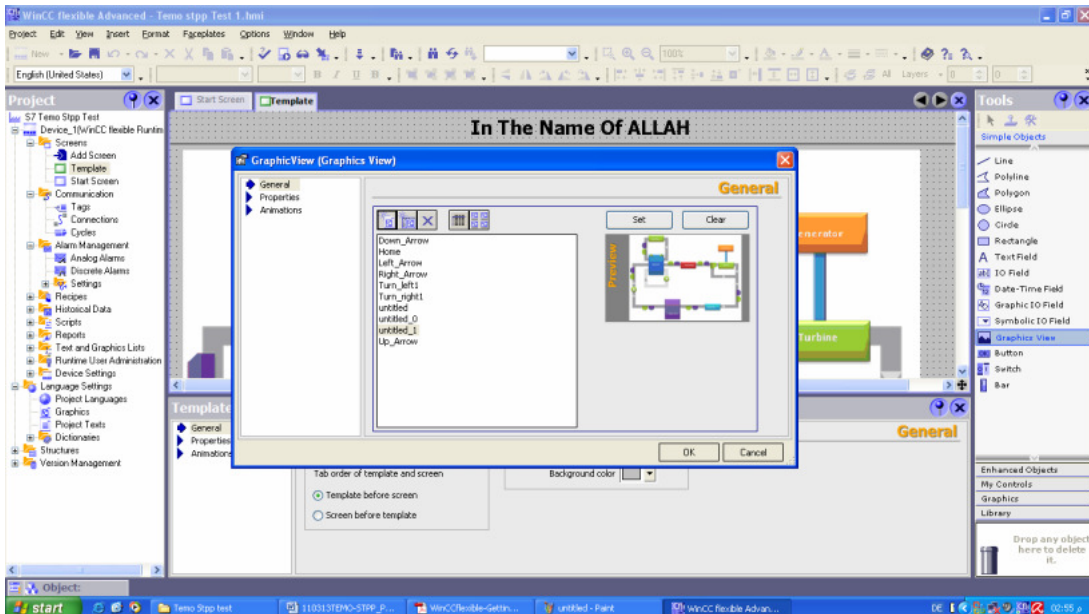 WinCC flexible Advanced - Temo stpp Test 1.hmi
Project Edit View Insert Format Faceplates Options Window Help
New 100%
English (United States) B I U Layers 0 0
Project
S7 Temo Stpp Test
Device_1(WinCC flexible Runtim
Screens
Add Screen
Template
Start Screen
Communication
Tags
Connections
Cycles
Alarm Management
Analog Alarms
Discrete Alarms
Settings
Recipes
Historical Data
Scripts
Reports
Text and Graphics Lists
Runtime User Administration
Device Settings
Language Settings
Project Languages
Graphics
Project Texts
Dictionaries
Structures
Version Management
Start Screen Template
In The Name Of ALLAH
enerator
Turbine
GraphicView (Graphics View)
General
Properties
Animations
General
Set Clear
Down_Arrow
Home
Left_Arrow
Right_Arrow
Turn_left1
Turn_right1
untitled
untitled_0
untitled_1
Up_Arrow
Preview
OK Cancel
Template
General
General
Properties
Animations
Tab order of template and screen
Template before screen
Screen before template
Background color
Tools
Simple Objects
Line
Polyline
Polygon
Ellipse
Circle
Rectangle
TextField
IO Field
Date-Time Field
Graphic IO Field
Symbolic IO Field
Graphics View
Button
Switch
Bar
Enhanced Objects
My Controls
Graphics
Library
Drop any object
here to delete
it.
Object:
start Temo Stpp test 110313TEMO-STPP_P... WinCCflexible-Gettin... untitled - Paint WinCC flexible Advan... DE